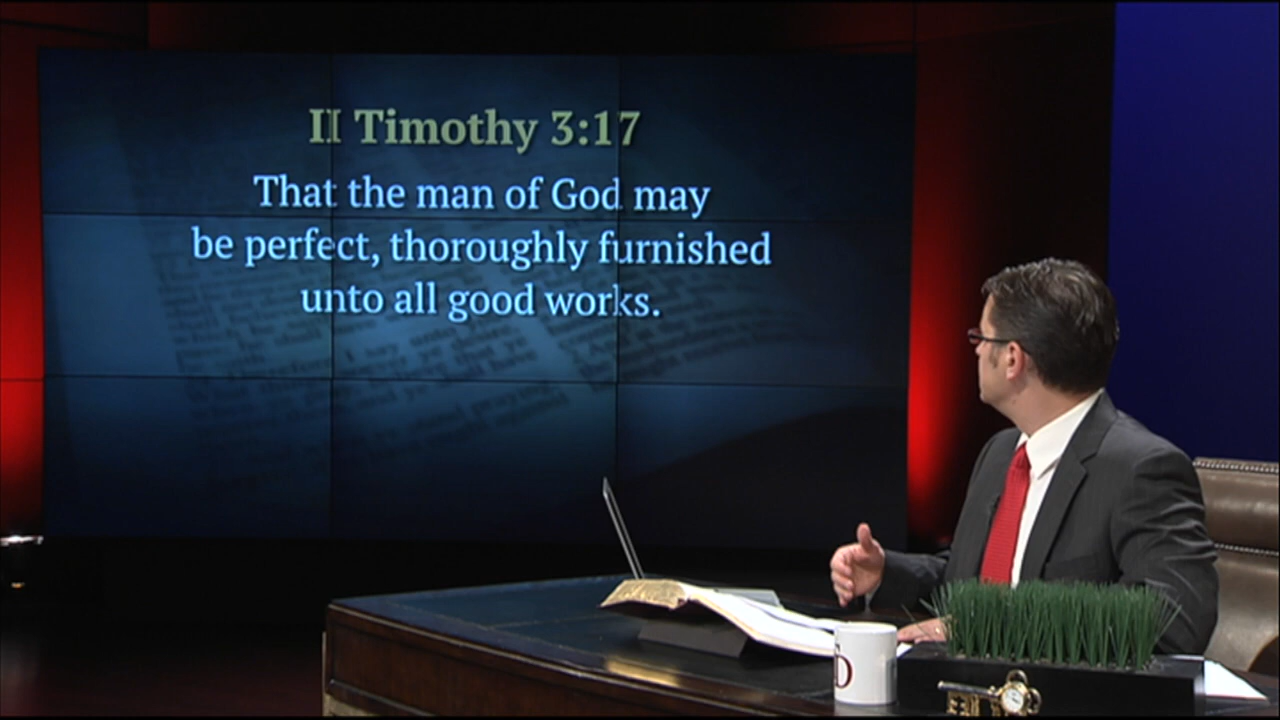 II Timothy 3:17
That the man of God may
be perfect, thoroughly furnished
unto all good works.